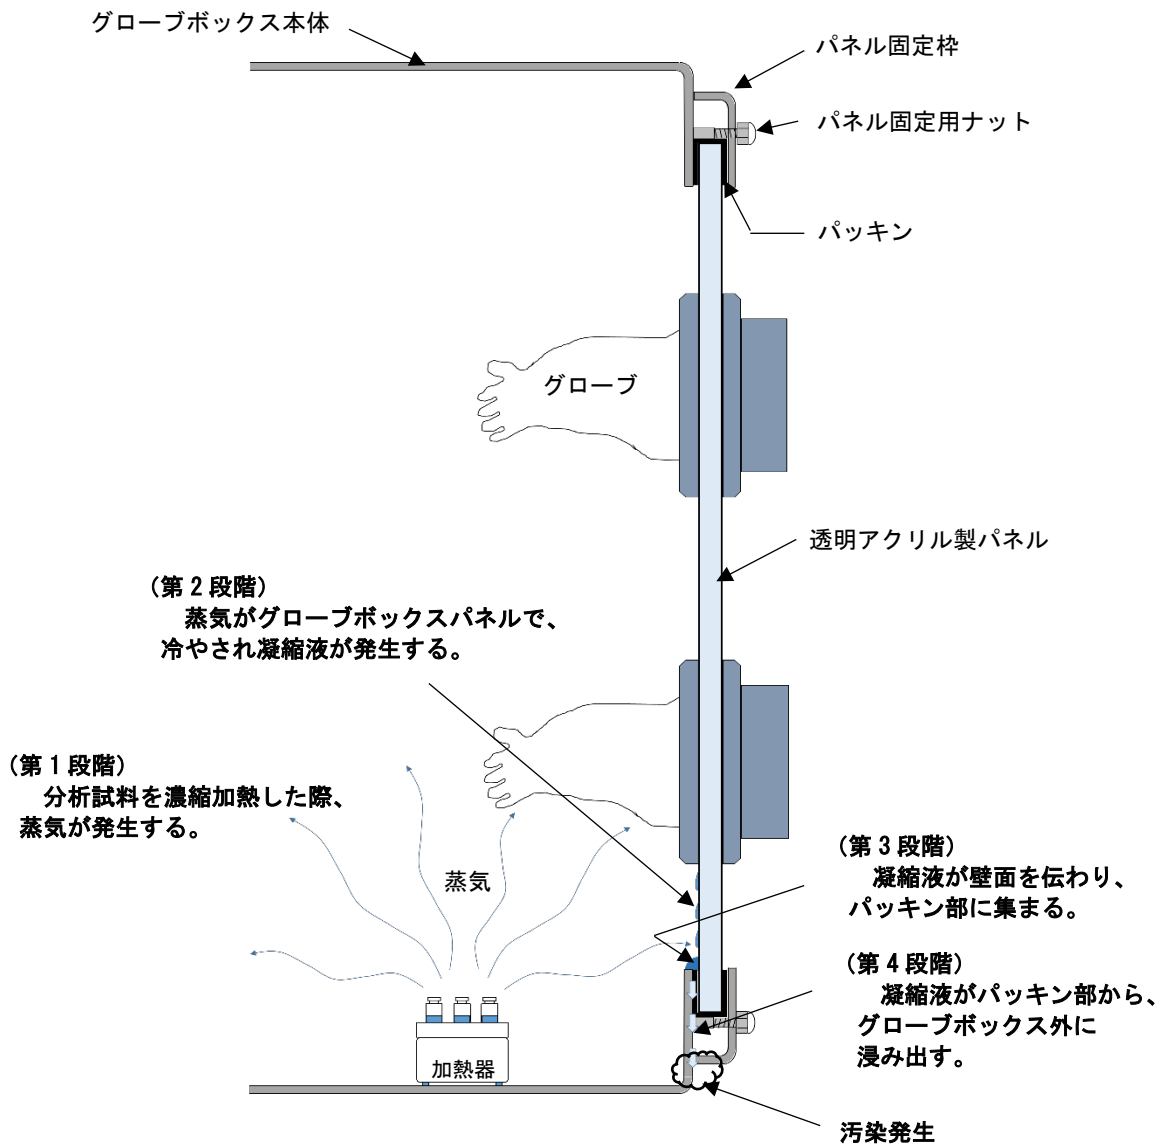 グローブボックス本体
パネル固定枠
パネル固定用ナット
パッキン
グローブ
透明アクリル製パネル
（第２段階）
蒸気がグローブボックスパネルで、
冷やされ凝縮液が発生する。
（第１段階）
分析試料を濃縮加熱した際、
蒸気が発生する。
蒸気
（第３段階）
凝縮液が壁面を伝わり、
パッキン部に集まる。
（第４段階）
凝縮液がパッキン部から、
グローブボックス外に
浸み出す。
加熱器
汚染発生